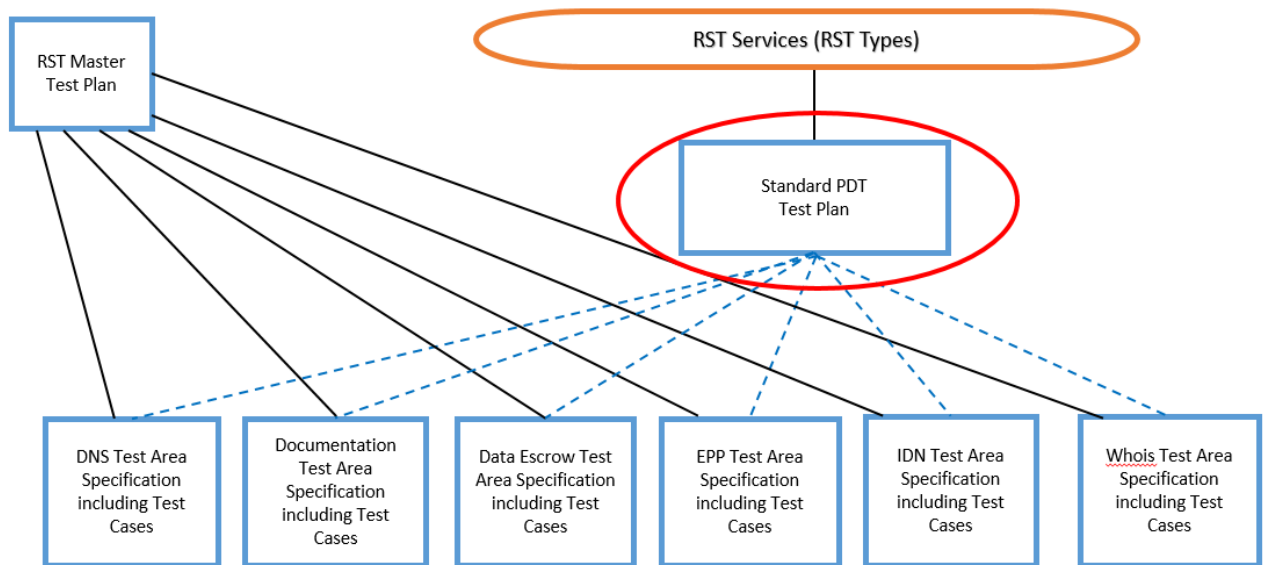 RST Services (RST Types)
RST Master
Test Plan
Standard PDT
Test Plan
DNS Test Area
Specification
including Test
Cases
Documentation
Test Area
Specification
including Test
Cases
Data Escrow Test
Area Specification
including Test
Cases
EPP Test Area
Specification
including Test
Cases
IDN Test Area
Specification
including Test
Cases
Whois Test Area
Specification
including Test
Cases